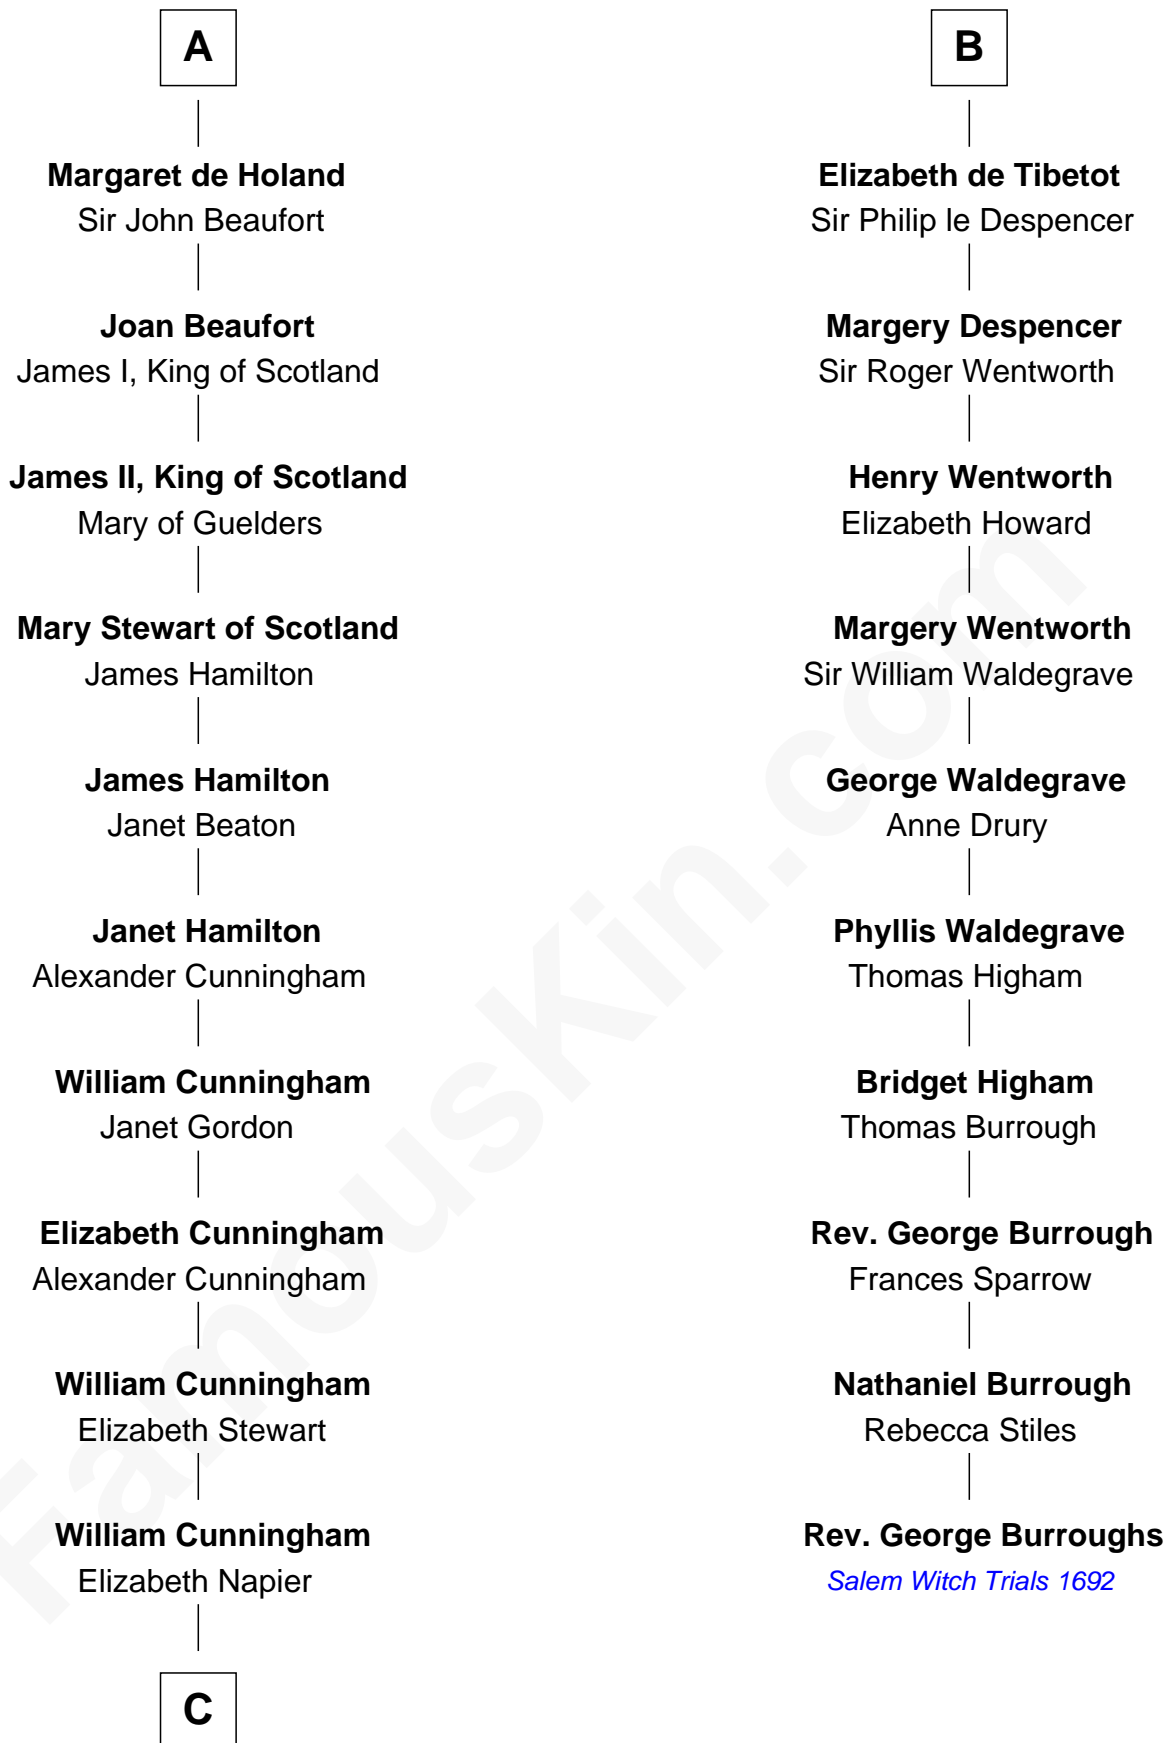 A
Margaret de Holand
Sir John Beaufort
Joan Beaufort
James I, King of Scotland
James II, King of Scotland
Mary of Guelders
Mary Stewart of Scotland
James Hamilton
James Hamilton
Janet Beaton
Janet Hamilton
Alexander Cunningham
William Cunningham
Janet Gordon
Elizabeth Cunningham
Alexander Cunningham
William Cunningham
Elizabeth Stewart
William Cunningham
Elizabeth Napier
C
B
Elizabeth de Tibetot
Sir Philip le Despencer
Margery Despencer
Sir Roger Wentworth
Henry Wentworth
Elizabeth Howard
Margery Wentworth
Sir William Waldegrave
George Waldegrave
Anne Drury
Phyllis Waldegrave
Thomas Higham
Bridget Higham
Thomas Burrough
Rev. George Burrough
Frances Sparrow
Nathaniel Burrough
Rebecca Stiles
Rev. George Burroughs
Salem Witch Trials 1692
FamousKin.com